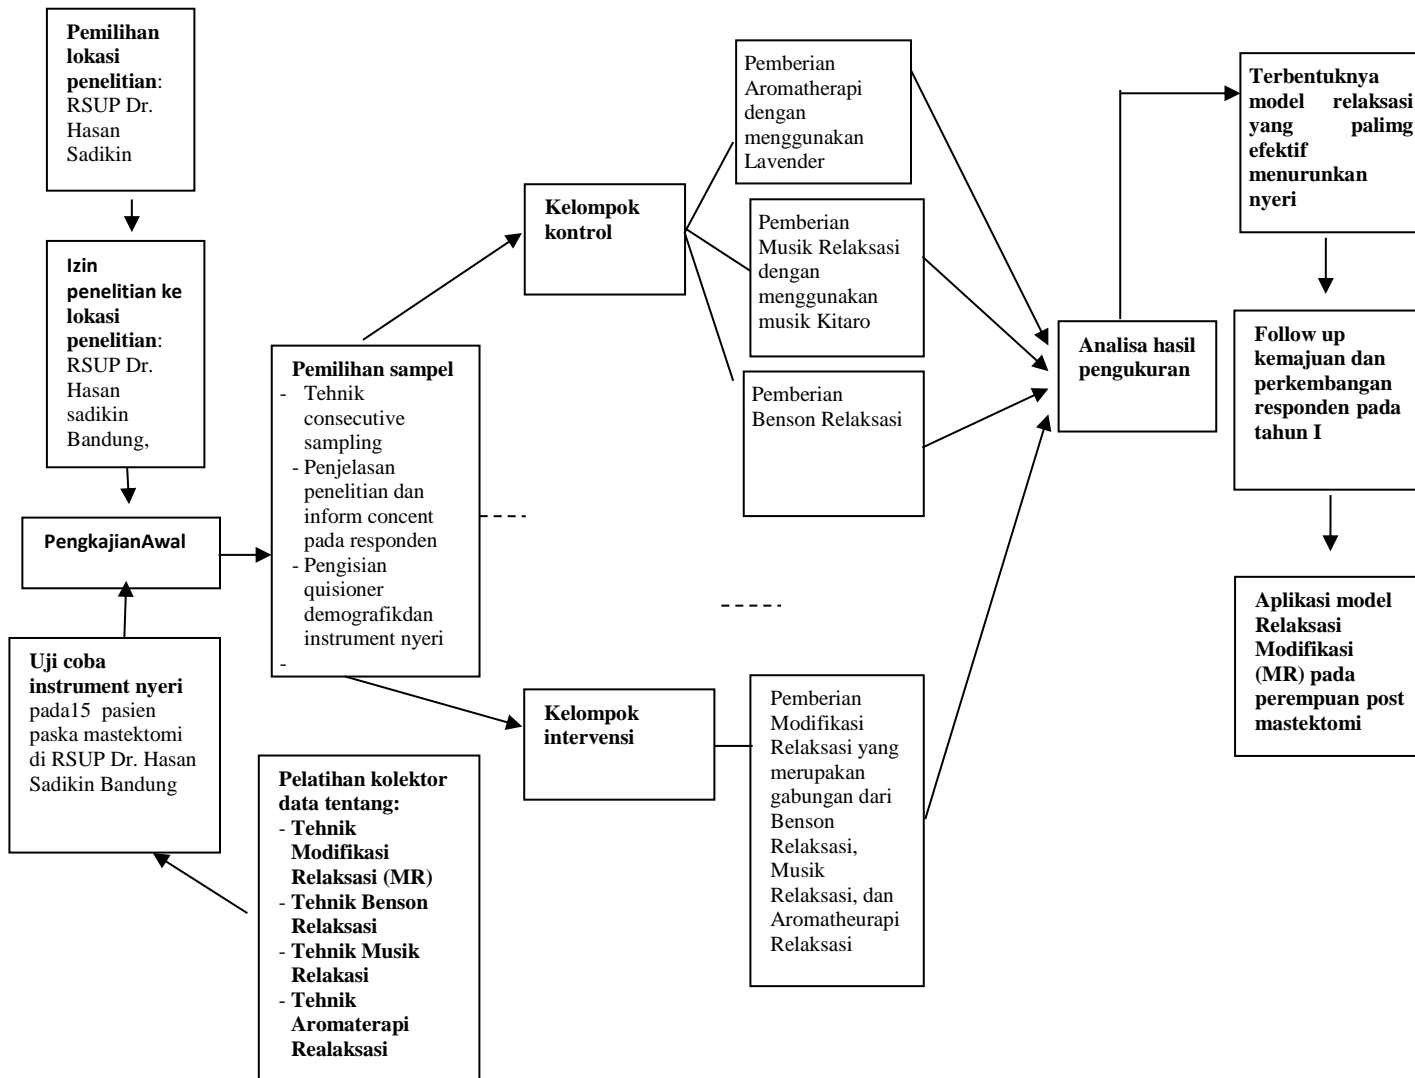 Pemilihan
lokasi
penelitian:
RSUP Dr.
Hasan
Sadikin
Izin
penelitian ke
lokasi
penelitian:
RSUP Dr.
Hasan
sadikin
Bandung,
PengkajianAwal
Uji coba
instrument nyeri
pada15 pasien
paska mastektomi
di RSUP Dr. Hasan
Sadikin Bandung
Pelatihan kolektor
data tentang:
- Tehnik
Modifikasi
Relaksasi (MR)
- Tehnik Benson
Relaksasi
- Tehnik Musik
Relakasi
- Tehnik
Aromaterapi
Realaksasi
Pemilihan sampel
- Tehnik
consecutive
sampling
- Penjelasan
penelitian dan
inform concent
pada responden
- Pengisian
quisioner
demografikdan
instrument nyeri
-
Kelompok
kontrol
Kelompok
intervensi
Pemberian
Aromatherapi
dengan
menggunakan
Lavender
Pemberian
Musik Relaksasi
dengan
menggunakan
musik Kitaro
Pemberian
Benson Relaksasi
Pemberian
Modifikasi
Relaksasi yang
merupakan
gabungan dari
Benson
Relaksasi,
Musik
Relaksasi, dan
Aromatheurapi
Relaksasi
Analisa hasil
pengukuran
Terbentuknya
model relaksasi
yang palimg
efektif
menurunkan
nyeri
Follow up
kemajuan dan
perkembangan
responden pada
tahun I
Aplikasi model
Relaksasi
Modifikasi
(MR) pada
perempuan post
mastektomi